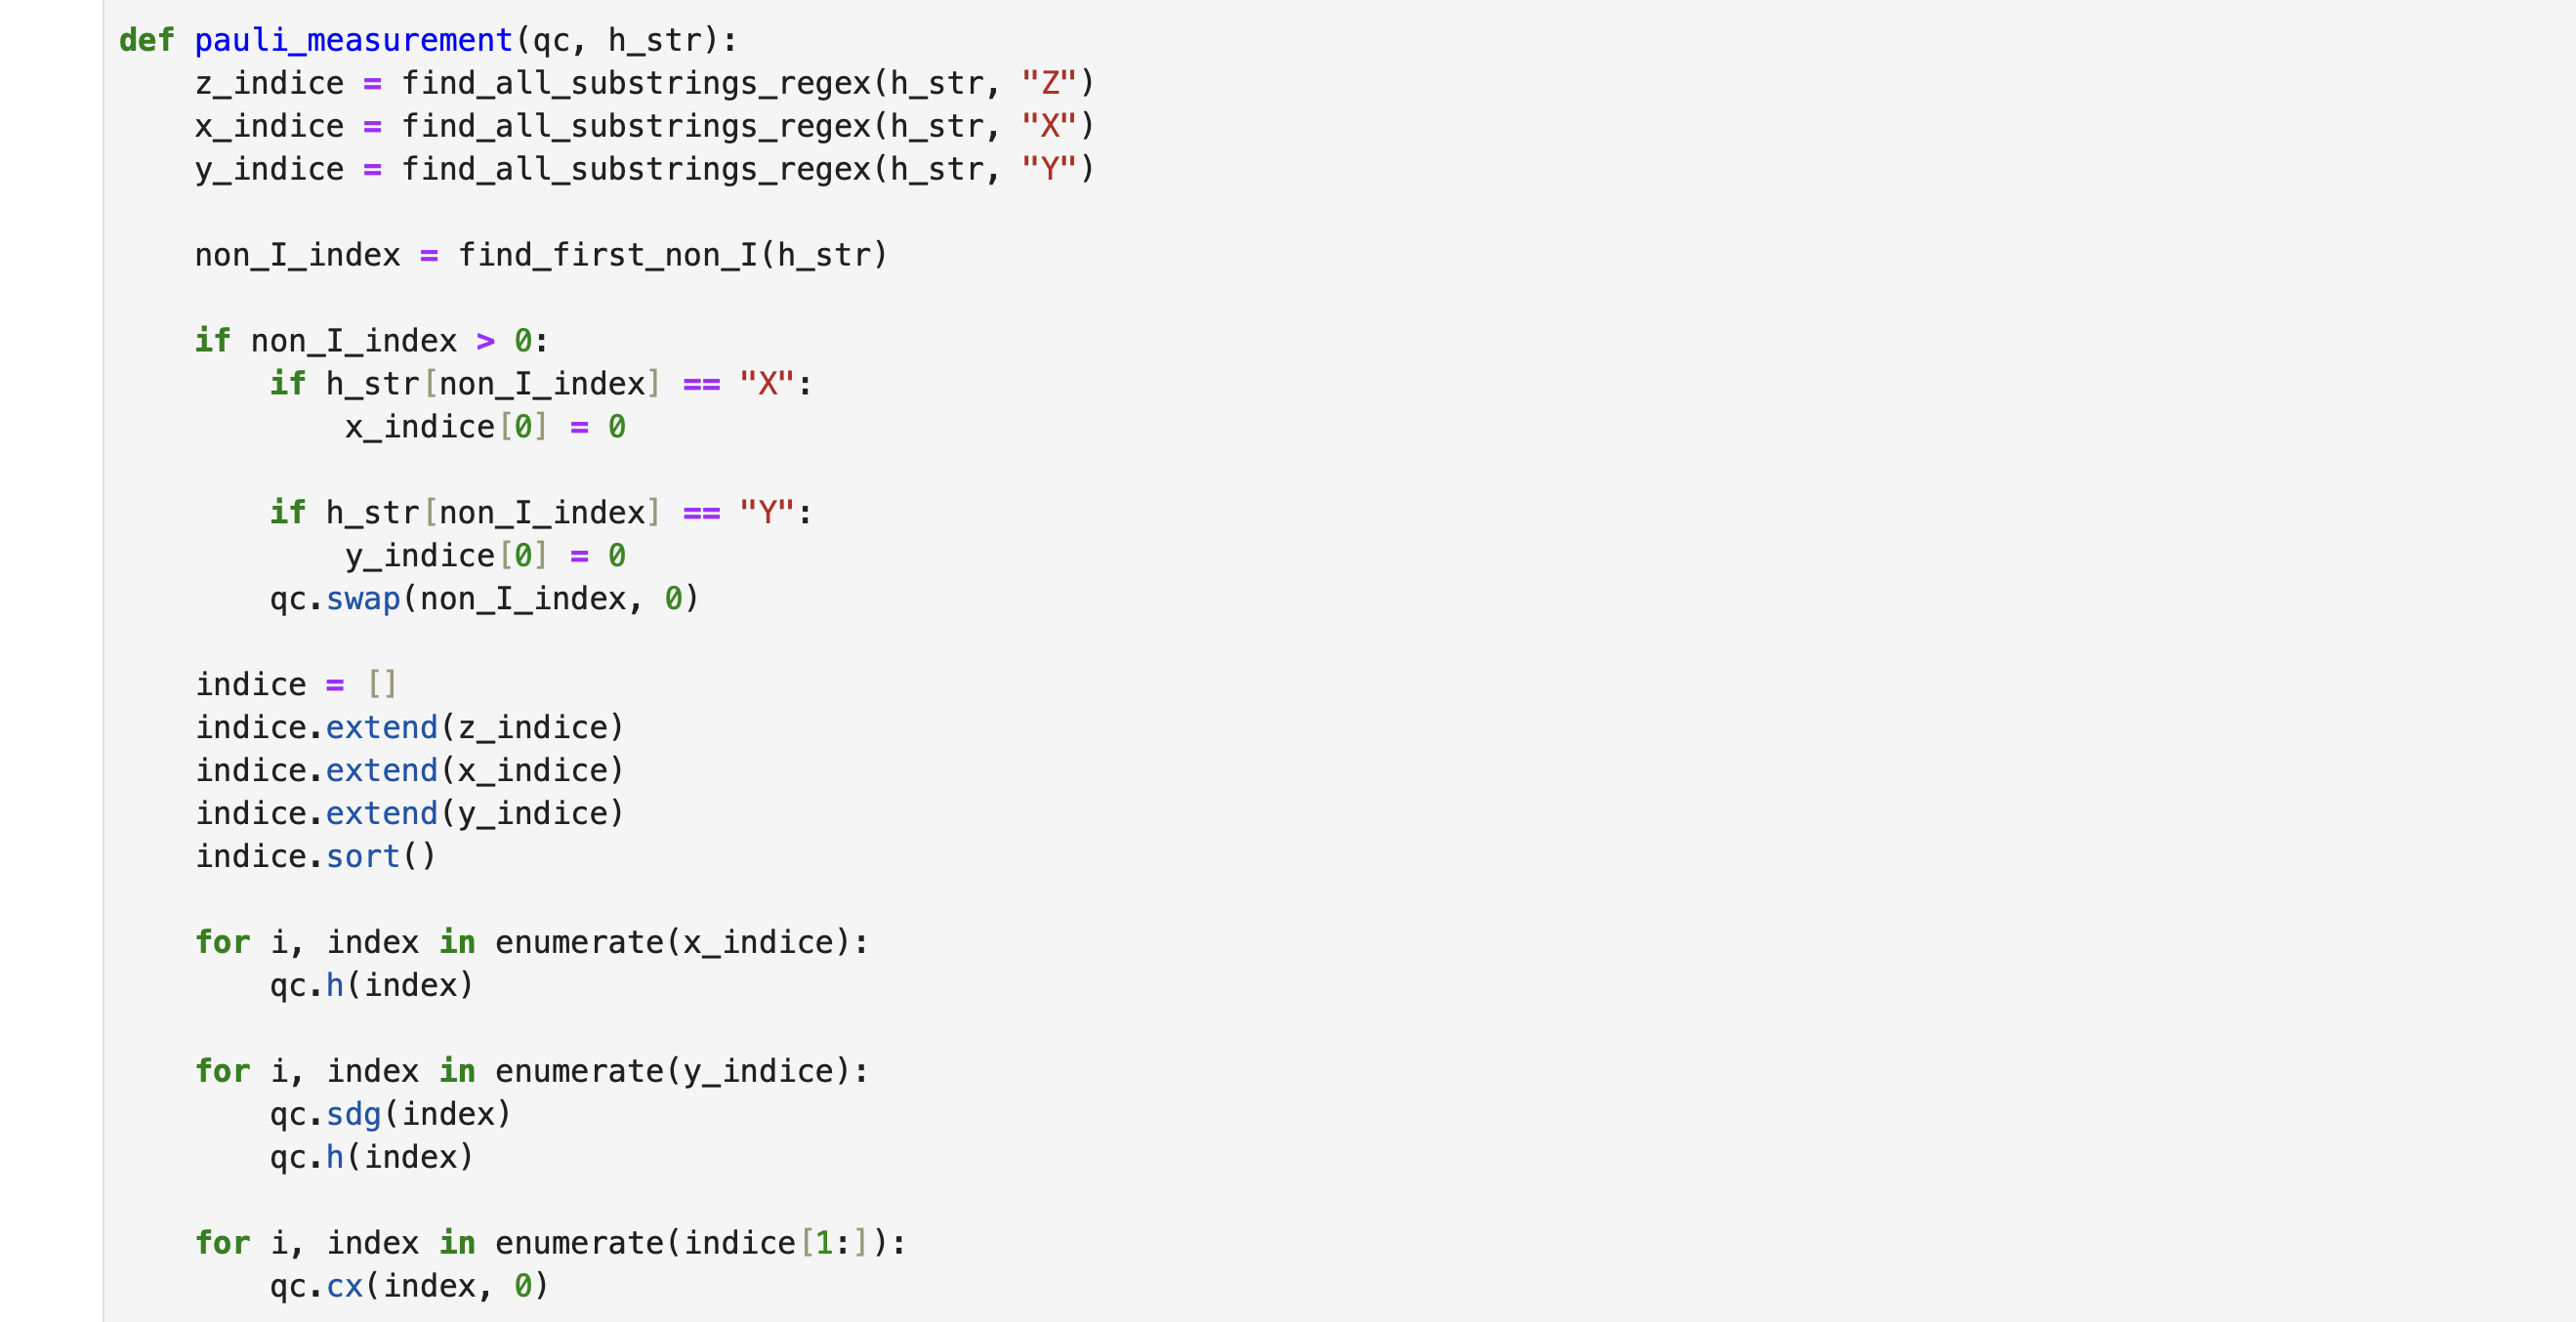 def pauli_measurement(qc, h_str):
    z_indice = find_all_substrings_regex(h_str, "Z")
    x_indice = find_all_substrings_regex(h_str, "X")
    y_indice = find_all_substrings_regex(h_str, "Y")

    non_I_index = find_first_non_I(h_str)

    if non_I_index > 0:
        if h_str[non_I_index] == "X":
            x_indice[0] = 0

        if h_str[non_I_index] == "Y":
            y_indice[0] = 0
        qc.swap(non_I_index, 0)

    indice = []
    indice.extend(z_indice)
    indice.extend(x_indice)
    indice.extend(y_indice)
    indice.sort()

    for i, index in enumerate(x_indice):
        qc.h(index)

    for i, index in enumerate(y_indice):
        qc.sdg(index)
        qc.h(index)

    for i, index in enumerate(indice[1:]):
        qc.cx(index, 0)